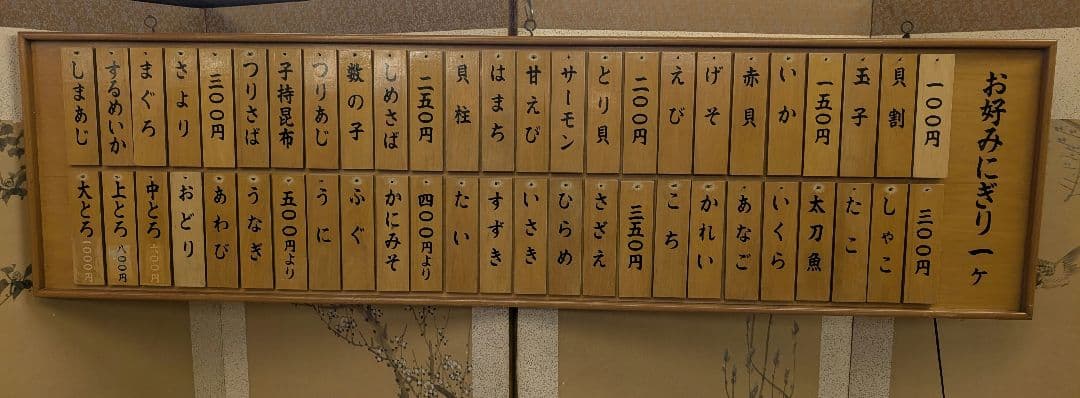 お好みにぎり 一ヶ
一〇〇円
貝割
玉子
一五〇円
いか
赤貝
げそ
えび
二〇〇円
とり貝
サーモン
甘えび
はまち
貝柱
二五〇円
しめさば
数の子
つりあじ
子持昆布
つりさば
三〇〇円
さより
まぐろ
するめいか
しまあじ
三〇〇円
しゃこ
たこ
太刀魚
いくら
あなご
かれい
こち
三五〇円
さざえ
ひらめ
いさき
すずき
たい
四〇〇円より
かにみそ
ふぐ
うに
五〇〇円より
うなぎ
あわび
おどり
中とろ 六〇〇円
上とろ 八〇〇円
大とろ 一〇〇〇円